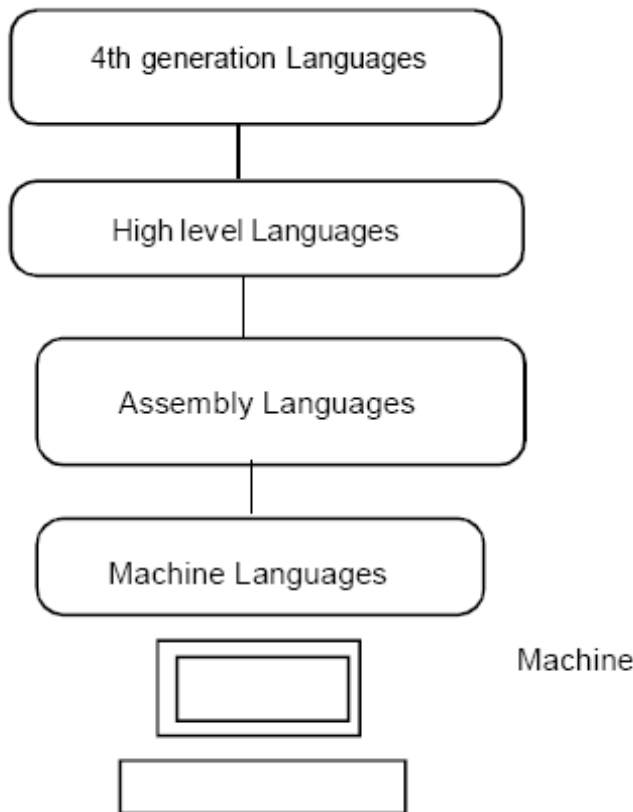 4th generation Languages
High level Languages
Assembly Languages
Machine Languages
Machine